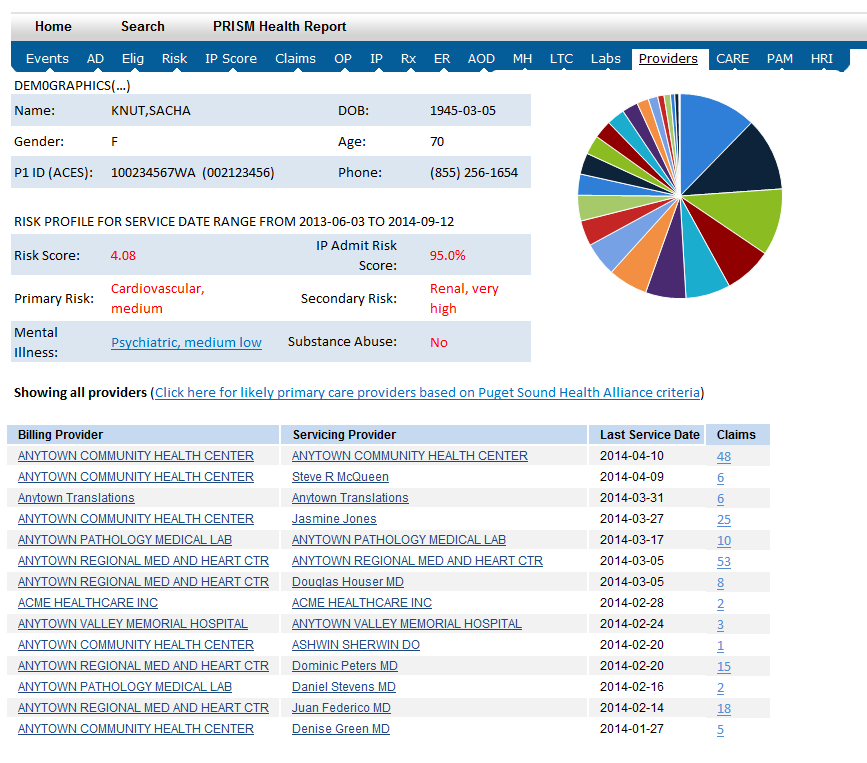 Home Search PRISM Health Report
Events AD Elig Risk IP Score Claims OP IP Rx ER AOD MH LTC Labs Providers CARE PAM HRI
DEM0GRAPHICS(...)
Name: KNUT,SACHA DOB: 1945-03-05
Gender: F Age: 70
P1 ID (ACES): 100234567WA (002123456) Phone: (855) 256-1654
RISK PROFILE FOR SERVICE DATE RANGE FROM 2013-06-03 TO 2014-09-12
Risk Score: 4.08 IP Admit Risk Score: 95.0%
Primary Risk: Cardiovascular, medium Secondary Risk: Renal, very high
Mental Illness: Psychiatric, medium low Substance Abuse: No
Showing all providers (Click here for likely primary care providers based on Puget Sound Health Alliance criteria)
Billing Provider Servicing Provider Last Service Date Claims
ANYTOWN COMMUNITY HEALTH CENTER ANYTOWN COMMUNITY HEALTH CENTER 2014-04-10 48
ANYTOWN COMMUNITY HEALTH CENTER Steve R McQueen 2014-04-09 6
Anytown Translations Anytown Translations 2014-03-31 6
ANYTOWN COMMUNITY HEALTH CENTER Jasmine Jones 2014-03-27 25
ANYTOWN PATHOLOGY MEDICAL LAB ANYTOWN PATHOLOGY MEDICAL LAB 2014-03-17 10
ANYTOWN REGIONAL MED AND HEART CTR ANYTOWN REGIONAL MED AND HEART CTR 2014-03-05 53
ANYTOWN REGIONAL MED AND HEART CTR Douglas Houser MD 2014-03-05 8
ACME HEALTHCARE INC ACME HEALTHCARE INC 2014-02-28 2
ANYTOWN VALLEY MEMORIAL HOSPITAL ANYTOWN VALLEY MEMORIAL HOSPITAL 2014-02-24 3
ANYTOWN COMMUNITY HEALTH CENTER ASHWIN SHERWIN DO 2014-02-20 1
ANYTOWN REGIONAL MED AND HEART CTR Dominic Peters MD 2014-02-20 15
ANYTOWN PATHOLOGY MEDICAL LAB Daniel Stevens MD 2014-02-16 2
ANYTOWN REGIONAL MED AND HEART CTR Juan Federico MD 2014-02-14 18
ANYTOWN COMMUNITY HEALTH CENTER Denise Green MD 2014-01-27 5